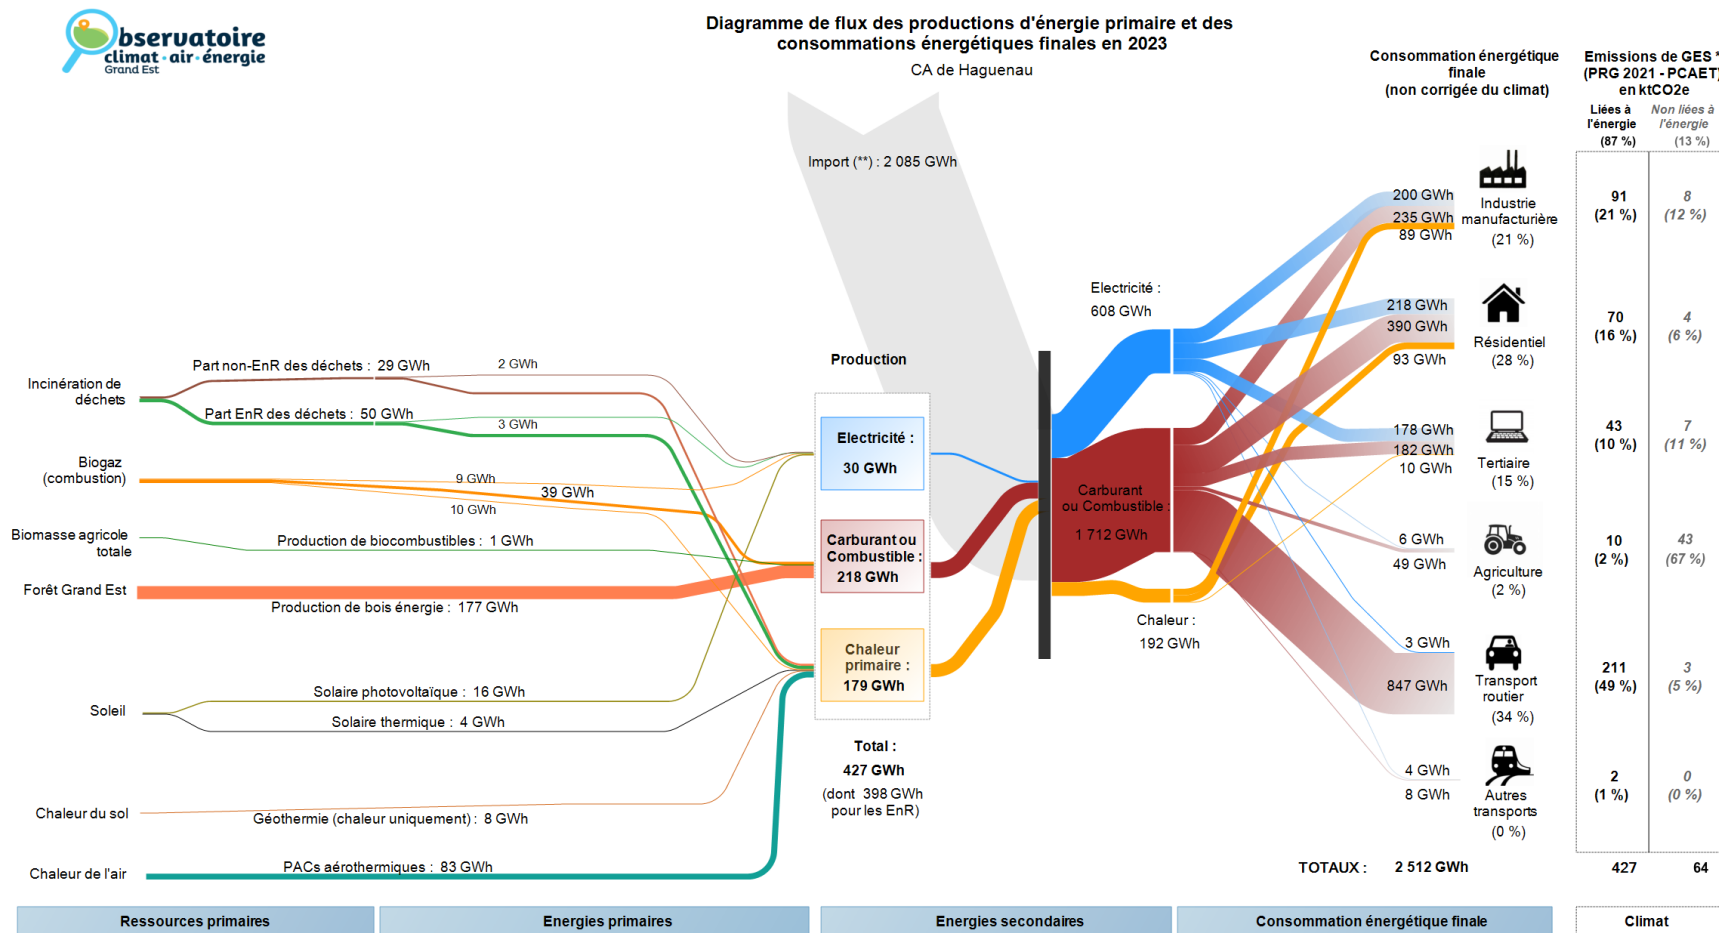 Observatoire
climat · air · énergie
Grand Est
Diagramme de flux des productions d'énergie primaire et des
consommations énergétiques finales en 2023
CA de Haguenau
Consommation énergétique
finale
(non corrigée du climat)
Emissions de GES *
(PRG 2021 - PCAET)
en ktCO2e
Liées à
l'énergie
(87 %)
Non liées à
l'énergie
(13 %)
Import (**) : 2 085 GWh
200 GWh
235 GWh
89 GWh
Industrie
manufacturière
(21 %)
91
(21 %)
8
(12 %)
Electricité :
608 GWh
218 GWh
390 GWh
93 GWh
Résidentiel
(28 %)
70
(16 %)
4
(6 %)
Production
Incinération de
déchets
Part non-EnR des déchets : 29 GWh
2 GWh
Part EnR des déchets : 50 GWh
3 GWh
Electricité :
30 GWh
178 GWh
182 GWh
10 GWh
Tertiaire
(15 %)
43
(10 %)
7
(11 %)
Biogaz
(combustion)
9 GWh
39 GWh
10 GWh
Carburant
ou Combustible :
1 712 GWh
Biomasse agricole
totale
Production de biocombustibles : 1 GWh
Carburant ou
Combustible :
218 GWh
6 GWh
49 GWh
Agriculture
(2 %)
10
(2 %)
43
(67 %)
Forêt Grand Est
Production de bois énergie : 177 GWh
Chaleur :
192 GWh
Chaleur
primaire :
179 GWh
3 GWh
847 GWh
Transport
routier
(34 %)
211
(49 %)
3
(5 %)
Soleil
Solaire photovoltaïque : 16 GWh
Solaire thermique : 4 GWh
Total :
427 GWh
(dont 398 GWh
pour les EnR)
4 GWh
8 GWh
Autres
transports
(0 %)
2
(1 %)
0
(0 %)
Chaleur du sol
Géothermie (chaleur uniquement) : 8 GWh
Chaleur de l'air
PACs aérothermiques : 83 GWh
TOTAUX : 2 512 GWh
427
64
Ressources primaires
Energies primaires
Energies secondaires
Consommation énergétique finale
Climat